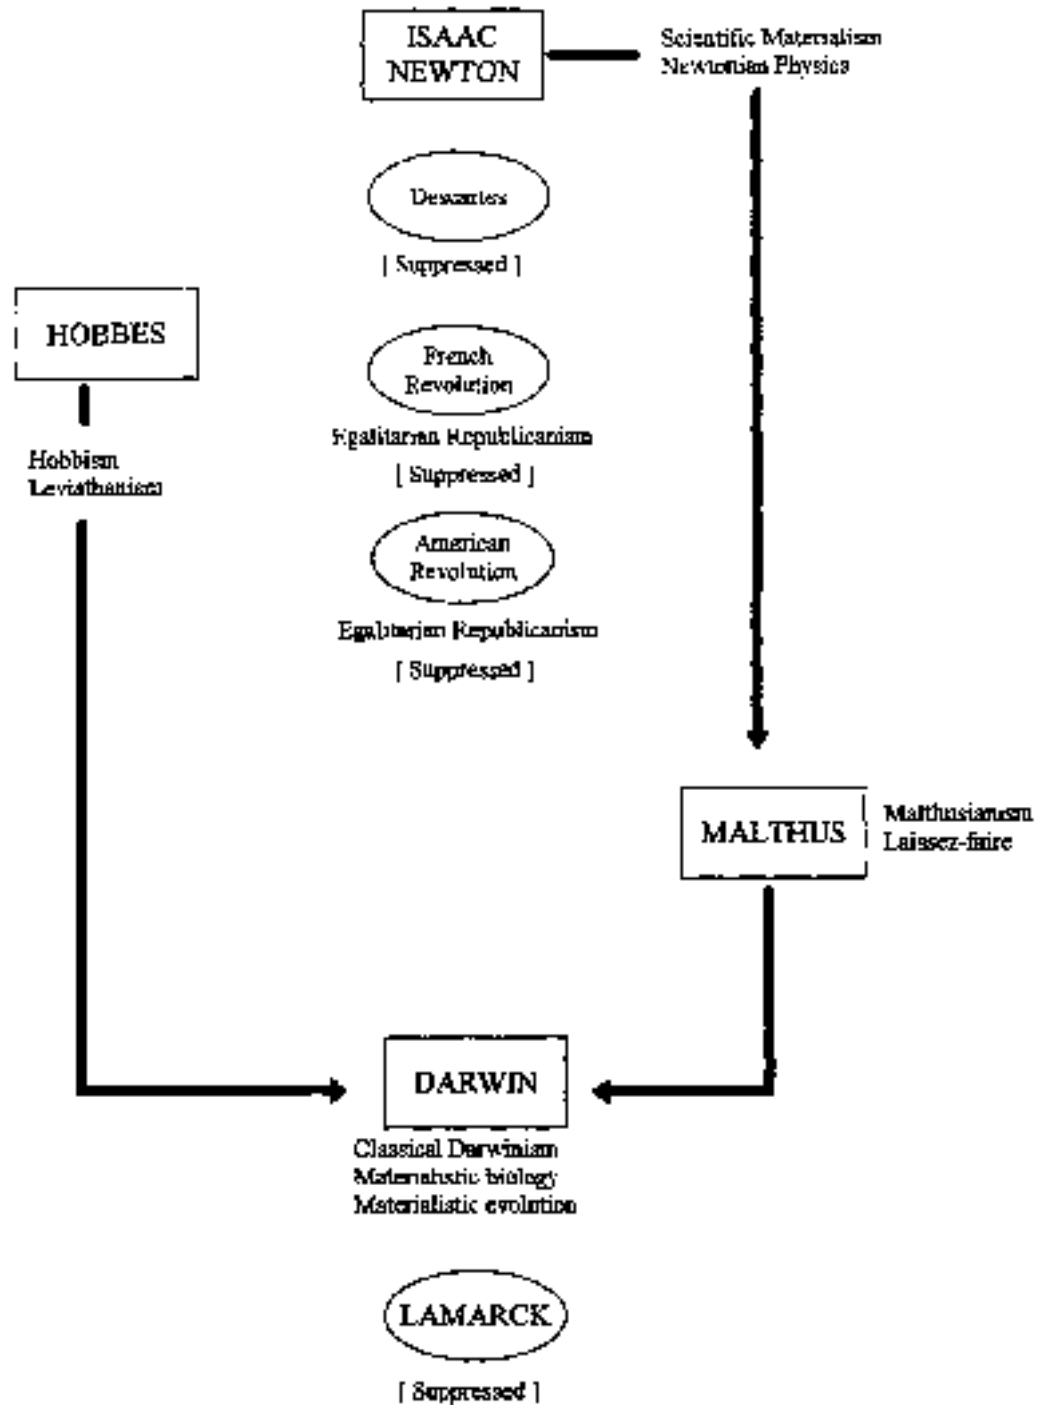 ISAAC
NEWTON
Scientific Materialism
Newtonian Physics
Descartes
[ Suppressed ]
HOBBES
Hobbism
Leviathanism
French
Revolution
Egalitarian Republicanism
[ Suppressed ]
American
Revolution
Egalitarian Republicanism
[ Suppressed ]
MALTHUS
Malthusianism
Laissez-faire
DARWIN
Classical Darwinism
Materialistic biology
Materialistic evolution
LAMARCK
[ Suppressed ]